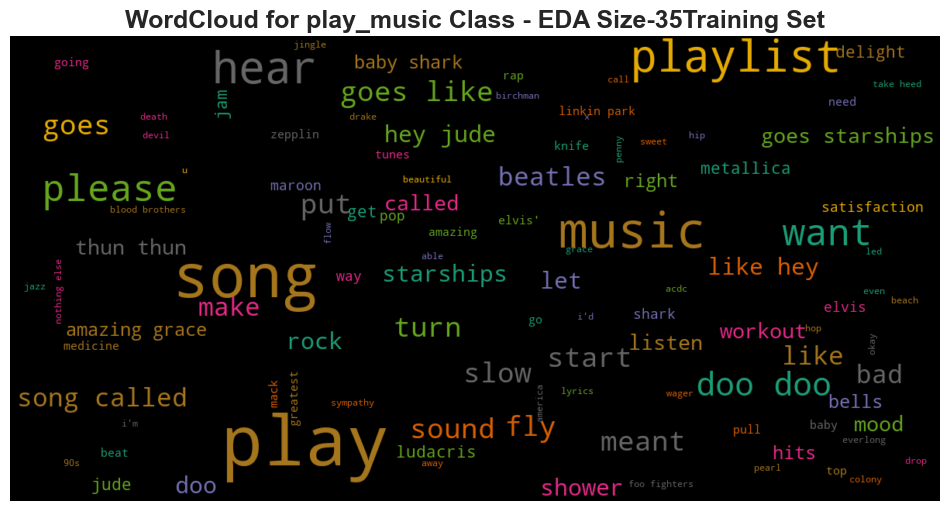 WordCloud for play_music Class - EDA Size-35Training Set
jingle
hear
playlist
delight
going
baby shark
rap
call
take heed
goes like
birchman
need
jam
linkin park
x
death
drake
goes
devil
zepplin
hey jude
knife
penny
sweet
hip
goes starships
tunes
metallica
please
u
maroon
beautiful
beatles
right
blood brothers
put
get
pop
called
elvis'
satisfaction
flow
amazing
music
want
thun thun
able
grace
led
song
way
starships
let
like hey
nothing else
jazz
acdc
even
beach
make
go
i'd
shark
elvis
amazing grace
medicine
rock
turn
listen
workout
hop
okay
start
like
slow
bad
mack
greatest
america
lyrics
wager
doo doo
song called
sympathy
bells
i'm
play
sound
fly
meant
pull
baby
mood
everlong
90s
beat
ludacris
away
hits
pearl
top
colony
drop
jude
doo
shower
foo fighters